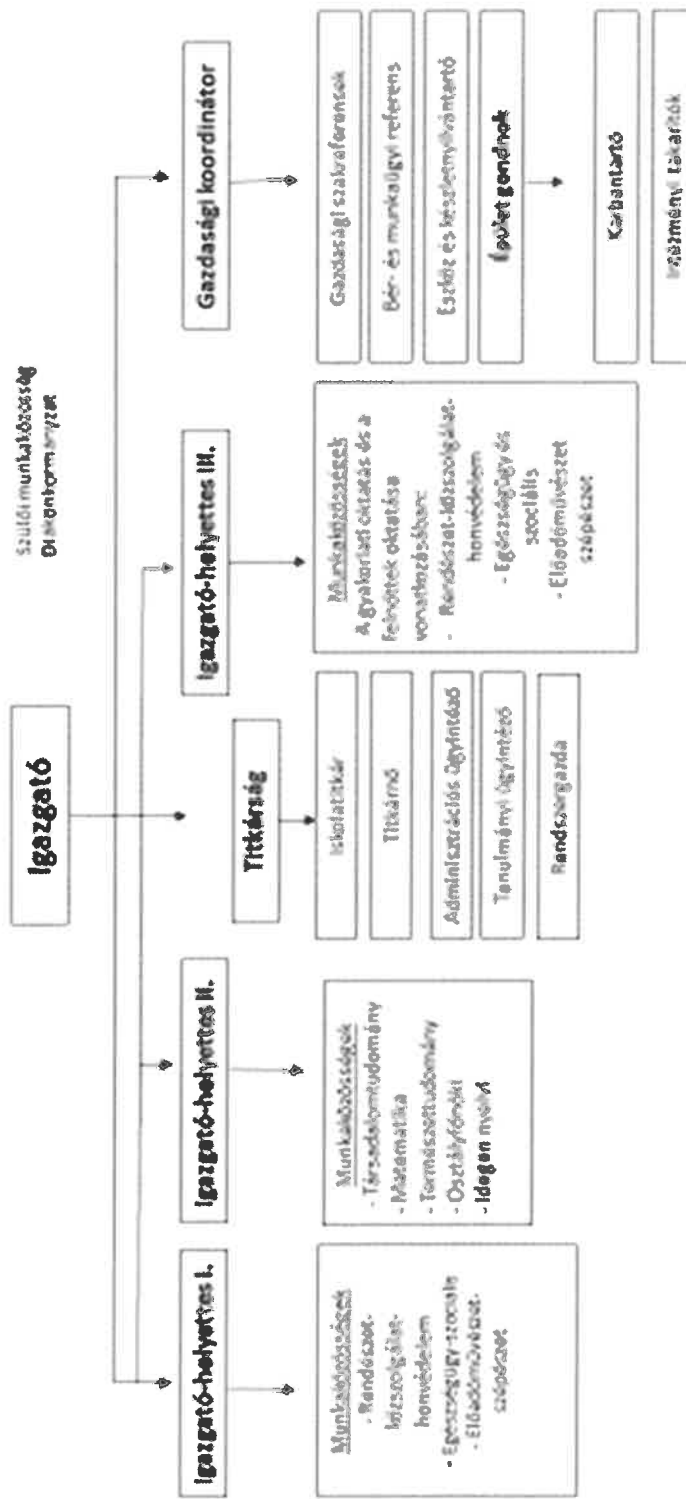 Igazgató
Szülői munkaközösség
Diákönkormányzat
Igazgató-helyettes I.
Igazgató-helyettes II.
Titkárság
Igazgató-helyettes III.
Gazdasági koordinátor
Munkaközösségek
- Rendészet-
közszolgálat-
honvédelem
- Egészségügy-szociális
- Előadóművészet-
szépészet
Munkaközösségek
- Társadalomtudomány
- Matematika
- Természettudomány
- Osztályfőnöki
- Idegen nyelvi
Iskolatitkár
Titkárnő
Adminisztrációs ügyintéző
Tanulmányi ügyintéző
Rendszergazda
Munkaközösségek
A gyakorlati oktatás és a
felnőttek oktatása
vonatkozásában:
- Rendészet-közszolgálat-
honvédelem
- Egészségügy és
szociális
- Előadóművészet
szépészet
Gazdasági szakreferensek
Bér- és munkaügyi referens
Eszköz és készletnyilvántartó
Épület gondnok
Karbantartó
Intézményi takarítók